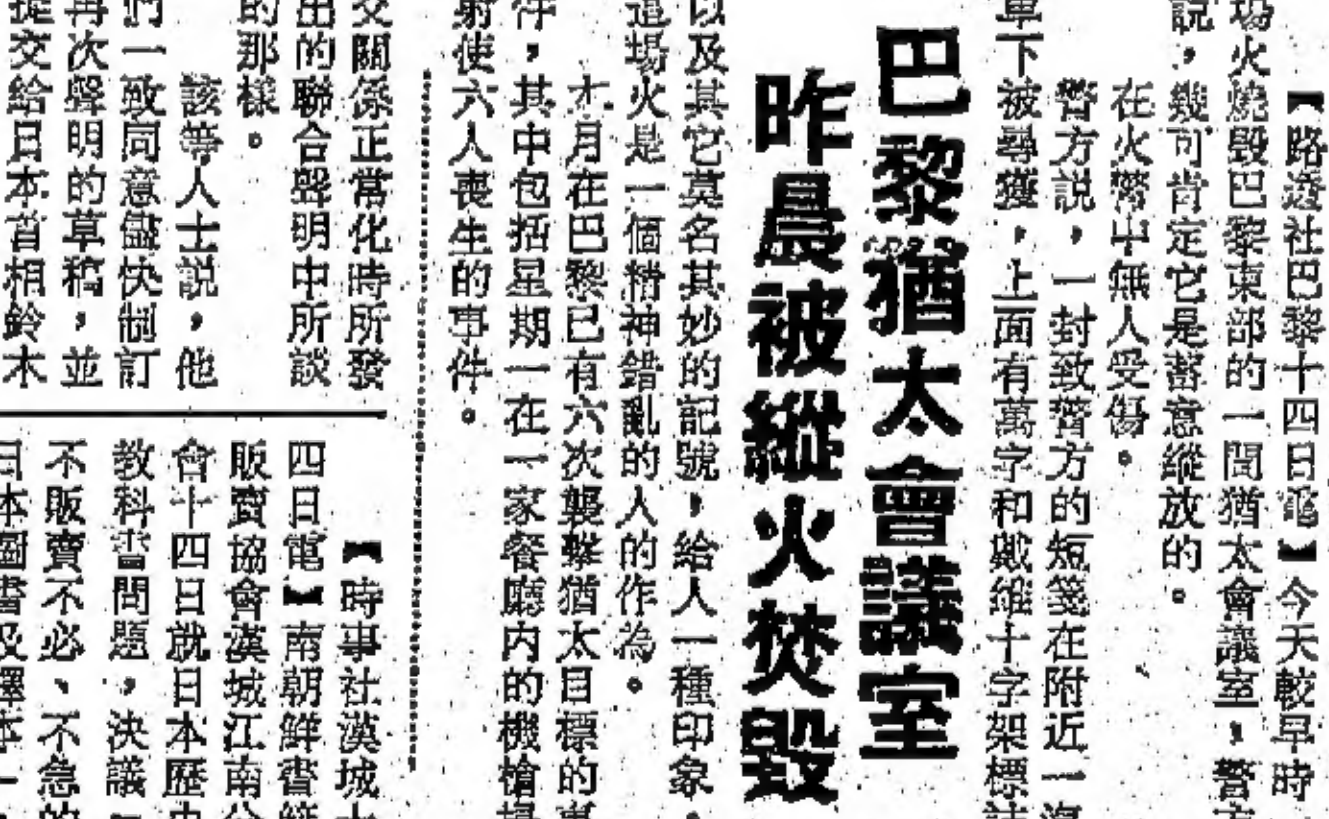 【路透社巴黎十四日電】今天較早時
場火燒毀巴黎東部的一間猶太會議室，警方
說，幾可肯定它是蓄意縱放的。
在火災中無人受傷。
警方說，一封致警方的短箋在附近一
車下被尋獲，上面有萬字和戴維十字架標
巴黎猶太會議室
昨晨被縱火焚毀
以及其它莫名其妙的記號，給人一種印象，
這場火是一個精神錯亂的人的作為。
本月在巴黎已有六次襲擊猶太目標的事
件，其中包括星期一在一家餐廳内的機槍掃
射使六人喪生的事件。
交關係正常化時所發
出的聯合聲明中所談
的那樣。
該等人士説，他
們一致同意儘快制訂
再次聲明的草稿，並
提交給日本首相鈴木
【時事社漢城十
四日電】南朝鮮書籍
販賣協會漢城江南分
會十四日就日本歷史
教科書問題，決議
不販賣不必、不急的
日本圖書及譯本